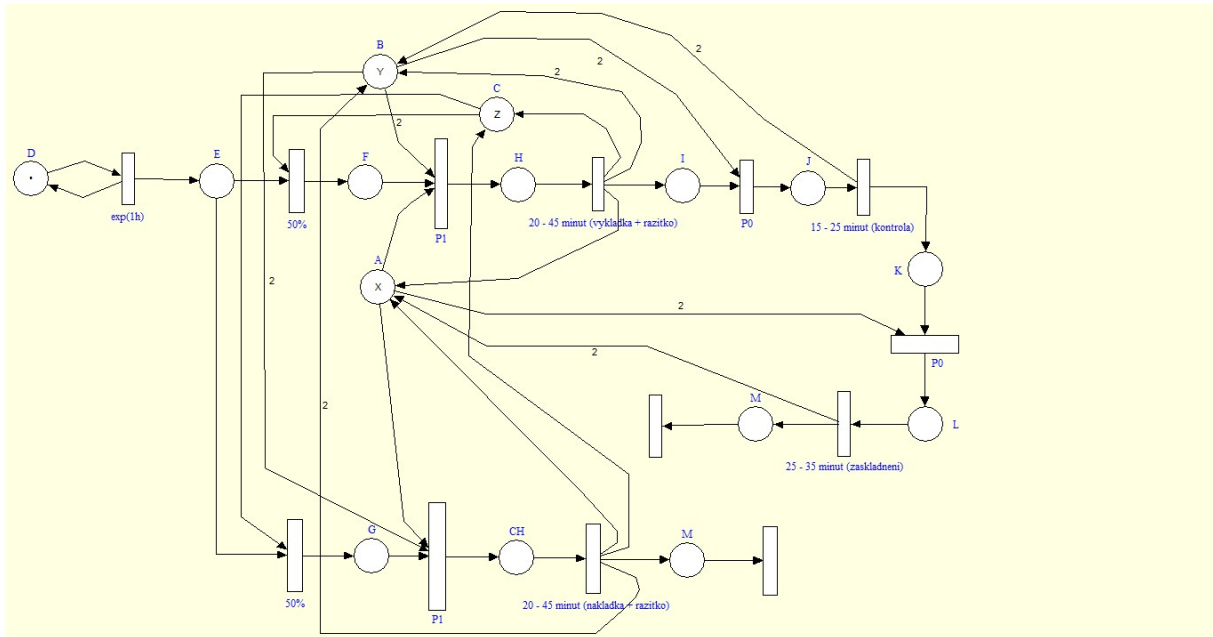 B
Y
2
2
2
C
Z
2
D
E
F
H
I
J
exp(1h)
50%
P1
20 - 45 minut (vykladka + razitko)
P0
15 - 25 minut (kontrola)
A
X
K
2
2
P0
2
M
L
2
25 - 35 minut (zaskladneni)
G
CH
M
50%
P1
20 - 45 minut (nakladka + razitko)